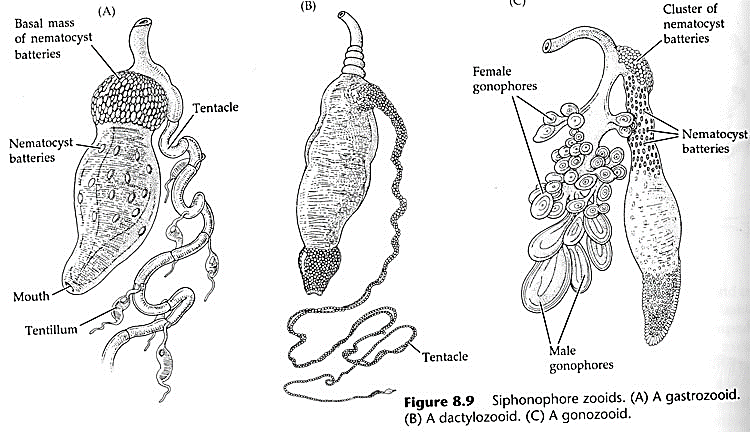 (A)
Basal mass
of nematocyst
batteries
Tentacle
Nematocyst
batteries
Mouth
Tentillum
(B)
Tentacle
(C)
Cluster of
nematocyst
batteries
Female
gonophores
Nematocyst
batteries
Male
gonophores
Figure 8.9 Siphonophore zooids. (A) A gastrozooid.
(B) A dactylozooid. (C) A gonozooid.